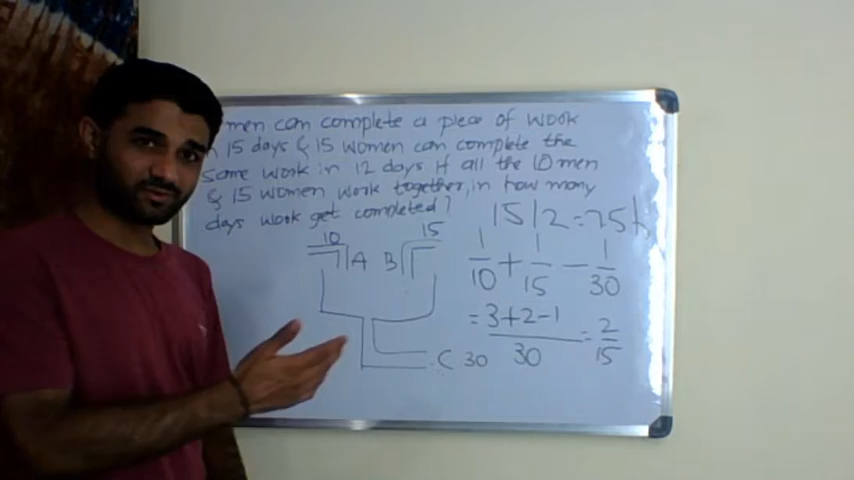 men can complete a piece of work
15 days & 15 women can complete the
same work in 12 days. If all the 10 men
& 15 women work together, in how many
days work get completed?
15/2 = 7.5h
10 A B 15
1/10 + 1/15 - 1/30
= 3+2-1/30 = 2/15
C 30